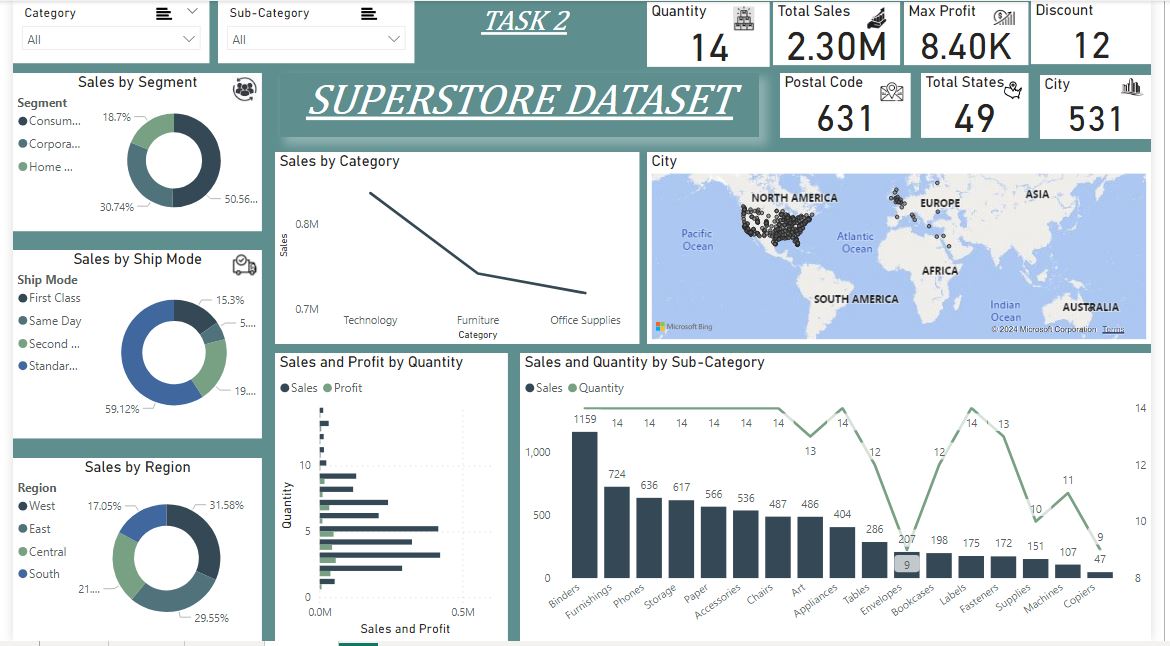 Category
All
Sub-Category
All
TASK 2
SUPERSTORE DATASET
Quantity
14
Total Sales
2.30M
Max Profit
8.40K
Discount
12
Postal Code
631
Total States
49
City
531
Sales by Segment
Segment
Consum...
Corpora...
Home ...
18.7%
30.74%
50.56...
Sales by Ship Mode
Ship Mode
First Class
Same Day
Second ...
Standar...
15.3%
5....
19....
59.12%
Sales by Region
Region
West
East
Central
South
17.05%
31.58%
21....
29.55%
Sales by Category
Sales
0.8M
0.7M
Technology Furniture Office Supplies
Category
City
NORTH AMERICA
EUROPE
ASIA
Pacific
Ocean
Atlantic
Ocean
AFRICA
SOUTH AMERICA
Indian
Ocean
AUSTRALIA
Microsoft Bing
© 2024 Microsoft Corporation Terms
Sales and Profit by Quantity
Sales Profit
Quantity
10
5
0
0.0M 0.5M
Sales and Profit
Sales and Quantity by Sub-Category
Sales Quantity
1,000
500
0
14
12
10
8
1159 724 636 617 566 536 487 486 404 286 207 198 175 172 151 107 47
14 14 14 14 14 14 13 14 12 9 12 14 13 10 11 9
Binders Furnishings Phones Storage Paper Accessories Chairs Art Appliances Tables Envelopes Bookcases Labels Fasteners Supplies Machines Copiers